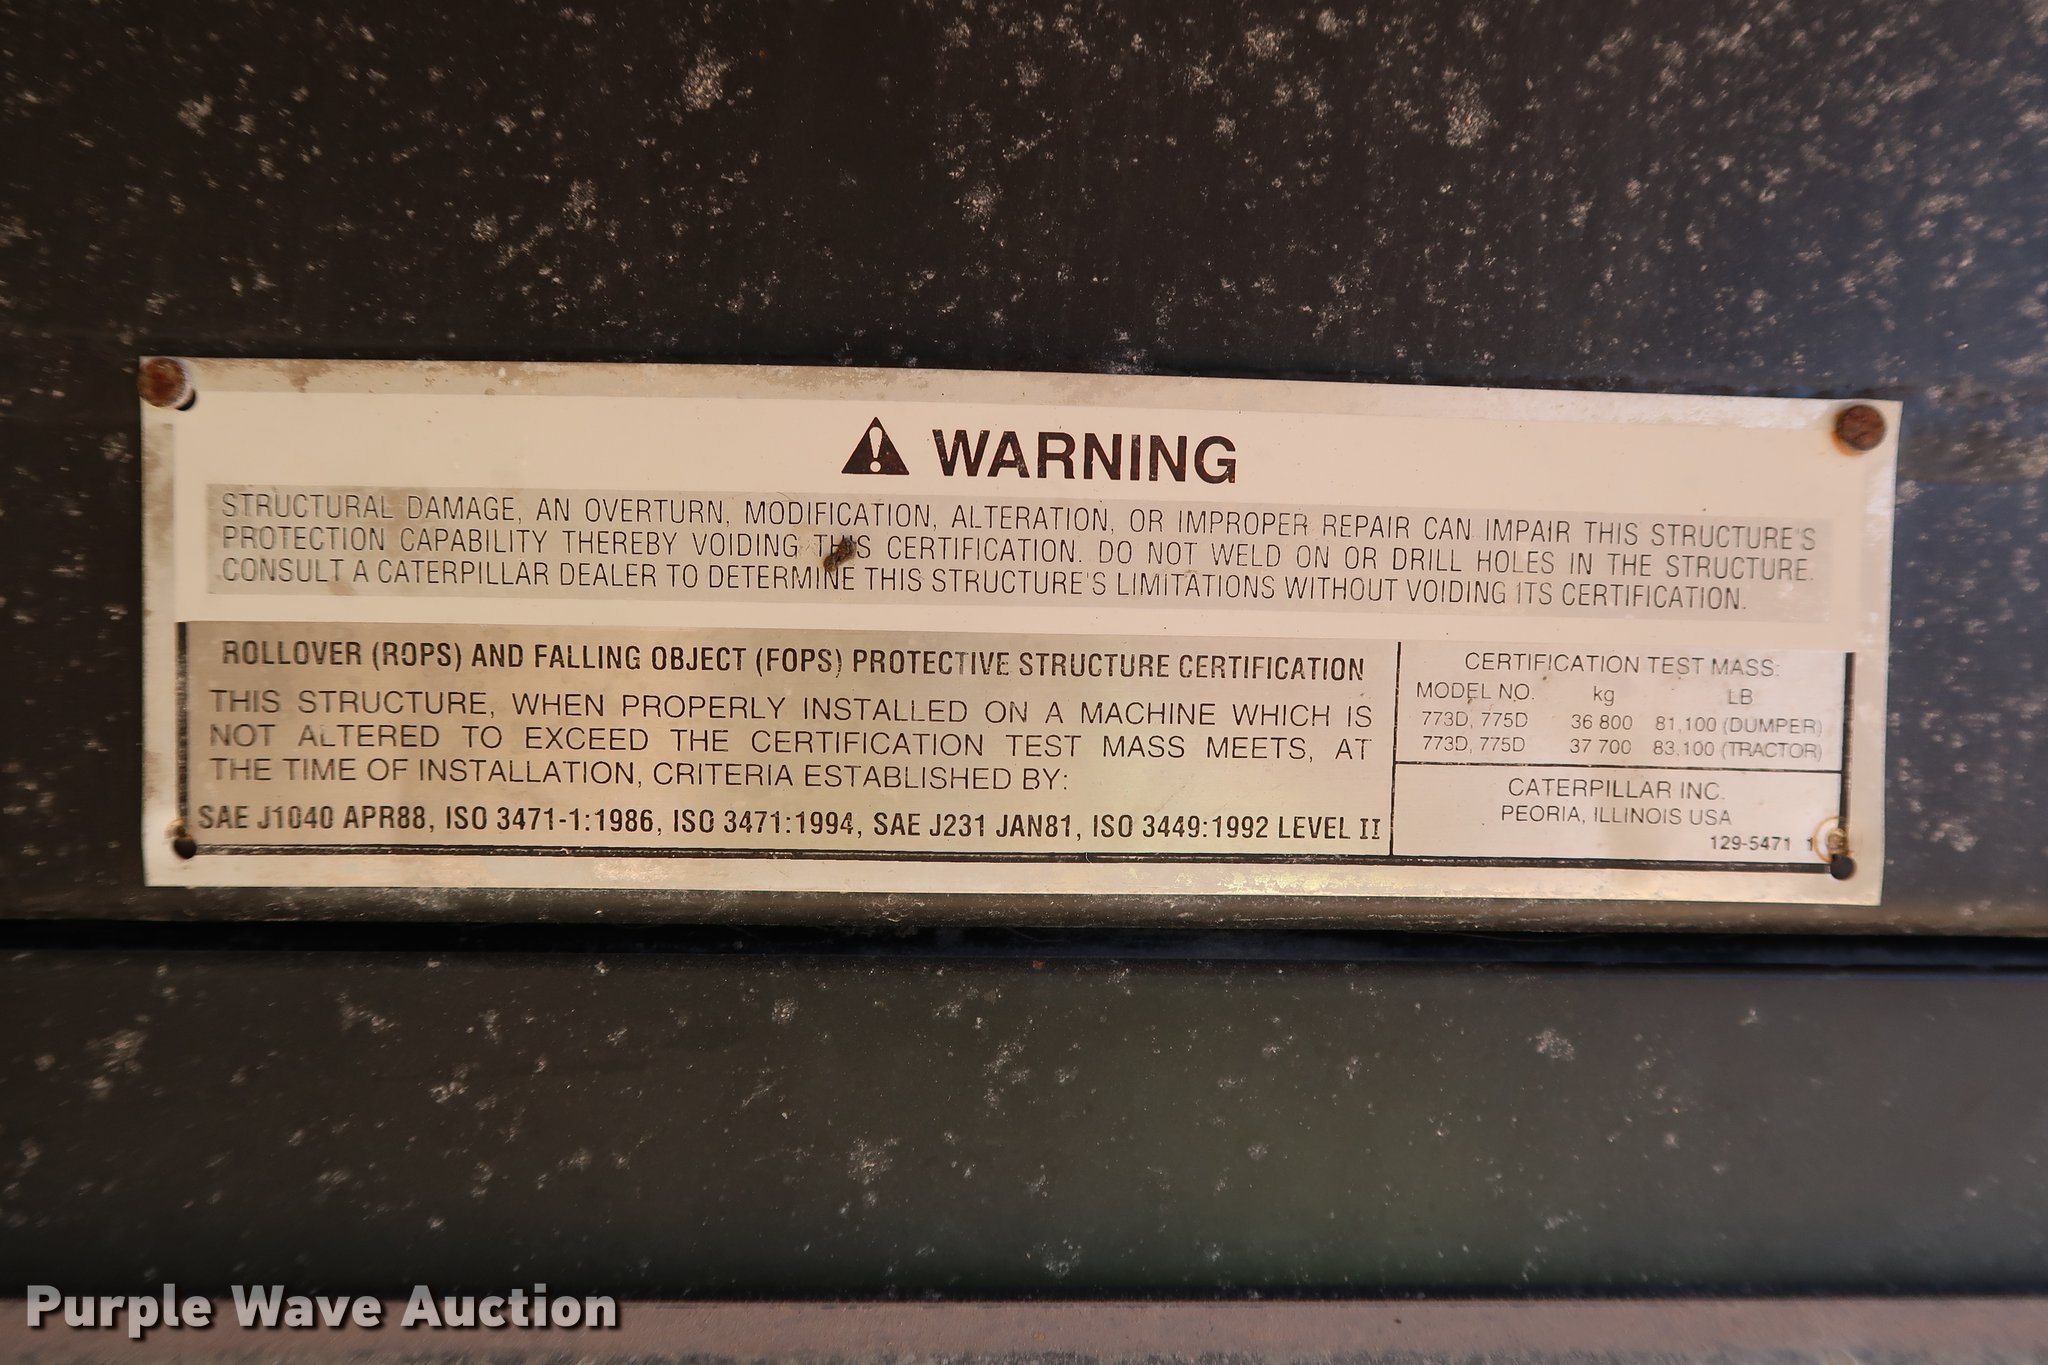 WARNING
STRUCTURAL DAMAGE, AN OVERTURN, MODIFICATION, ALTERATION, OR IMPROPER REPAIR CAN IMPAIR THIS STRUCTURE'S
PROTECTION CAPABILITY THEREBY VOIDING THIS CERTIFICATION. DO NOT WELD ON OR DRILL HOLES IN THE STRUCTURE.
CONSULT A CATERPILLAR DEALER TO DETERMINE THIS STRUCTURE'S LIMITATIONS WITHOUT VOIDING ITS CERTIFICATION.
ROLLOVER (ROPS) AND FALLING OBJECT (FOPS) PROTECTIVE STRUCTURE CERTIFICATION
THIS STRUCTURE, WHEN PROPERLY INSTALLED ON A MACHINE WHICH IS
NOT ALTERED TO EXCEED THE CERTIFICATION TEST MASS MEETS, AT
THE TIME OF INSTALLATION, CRITERIA ESTABLISHED BY:
SAE J1040 APR88, ISO 3471-1:1986, ISO 3471:1994, SAE J231 JAN81, ISO 3449:1992 LEVEL II
CERTIFICATION TEST MASS:
MODEL NO. kg LB
773D, 775D 36 800 81,100 (DUMPER)
773D, 775D 37 700 83,100 (TRACTOR)
CATERPILLAR INC.
PEORIA, ILLINOIS USA
129-5471
Purple Wave Auction